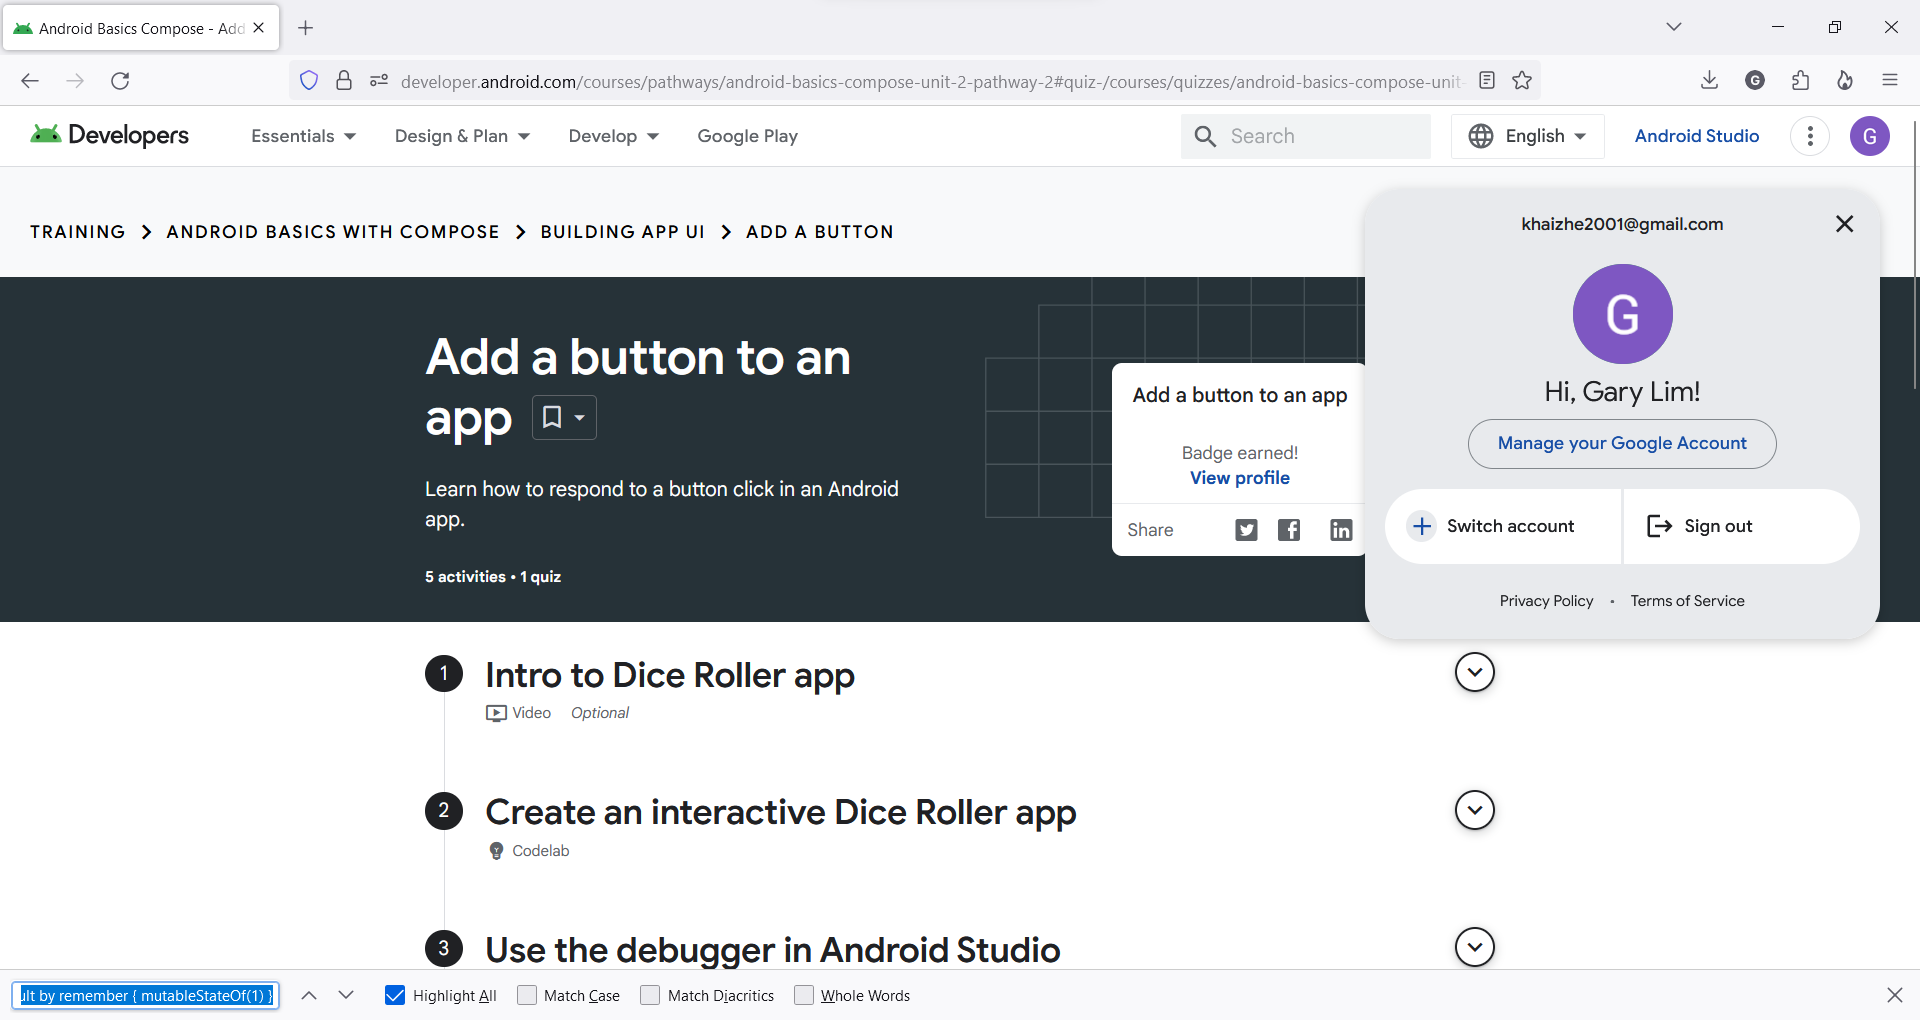 Android Basics Compose - Add
developer.android.com/courses/pathways/android-basics-compose-unit-2-pathway-2#quiz-/courses/quizzes/android-basics-compose-unit-
G
Developers
Essentials
Design & Plan
Develop
Google Play
Search
English
Android Studio
G
TRAINING
ANDROID BASICS WITH COMPOSE
BUILDING APP UI
ADD A BUTTON
Add a button to an
app
Learn how to respond to a button click in an Android
app.
5 activities • 1 quiz
Add a button to an app
Badge earned!
View profile
Share
khaizhe2001@gmail.com
G
Hi, Gary Lim!
Manage your Google Account
Switch account
Sign out
Privacy Policy • Terms of Service
1
Intro to Dice Roller app
Video
Optional
2
Create an interactive Dice Roller app
Codelab
3
Use the debugger in Android Studio
ult by remember { mutableStateOf(1) }
Highlight All
Match Case
Match Diacritics
Whole Words